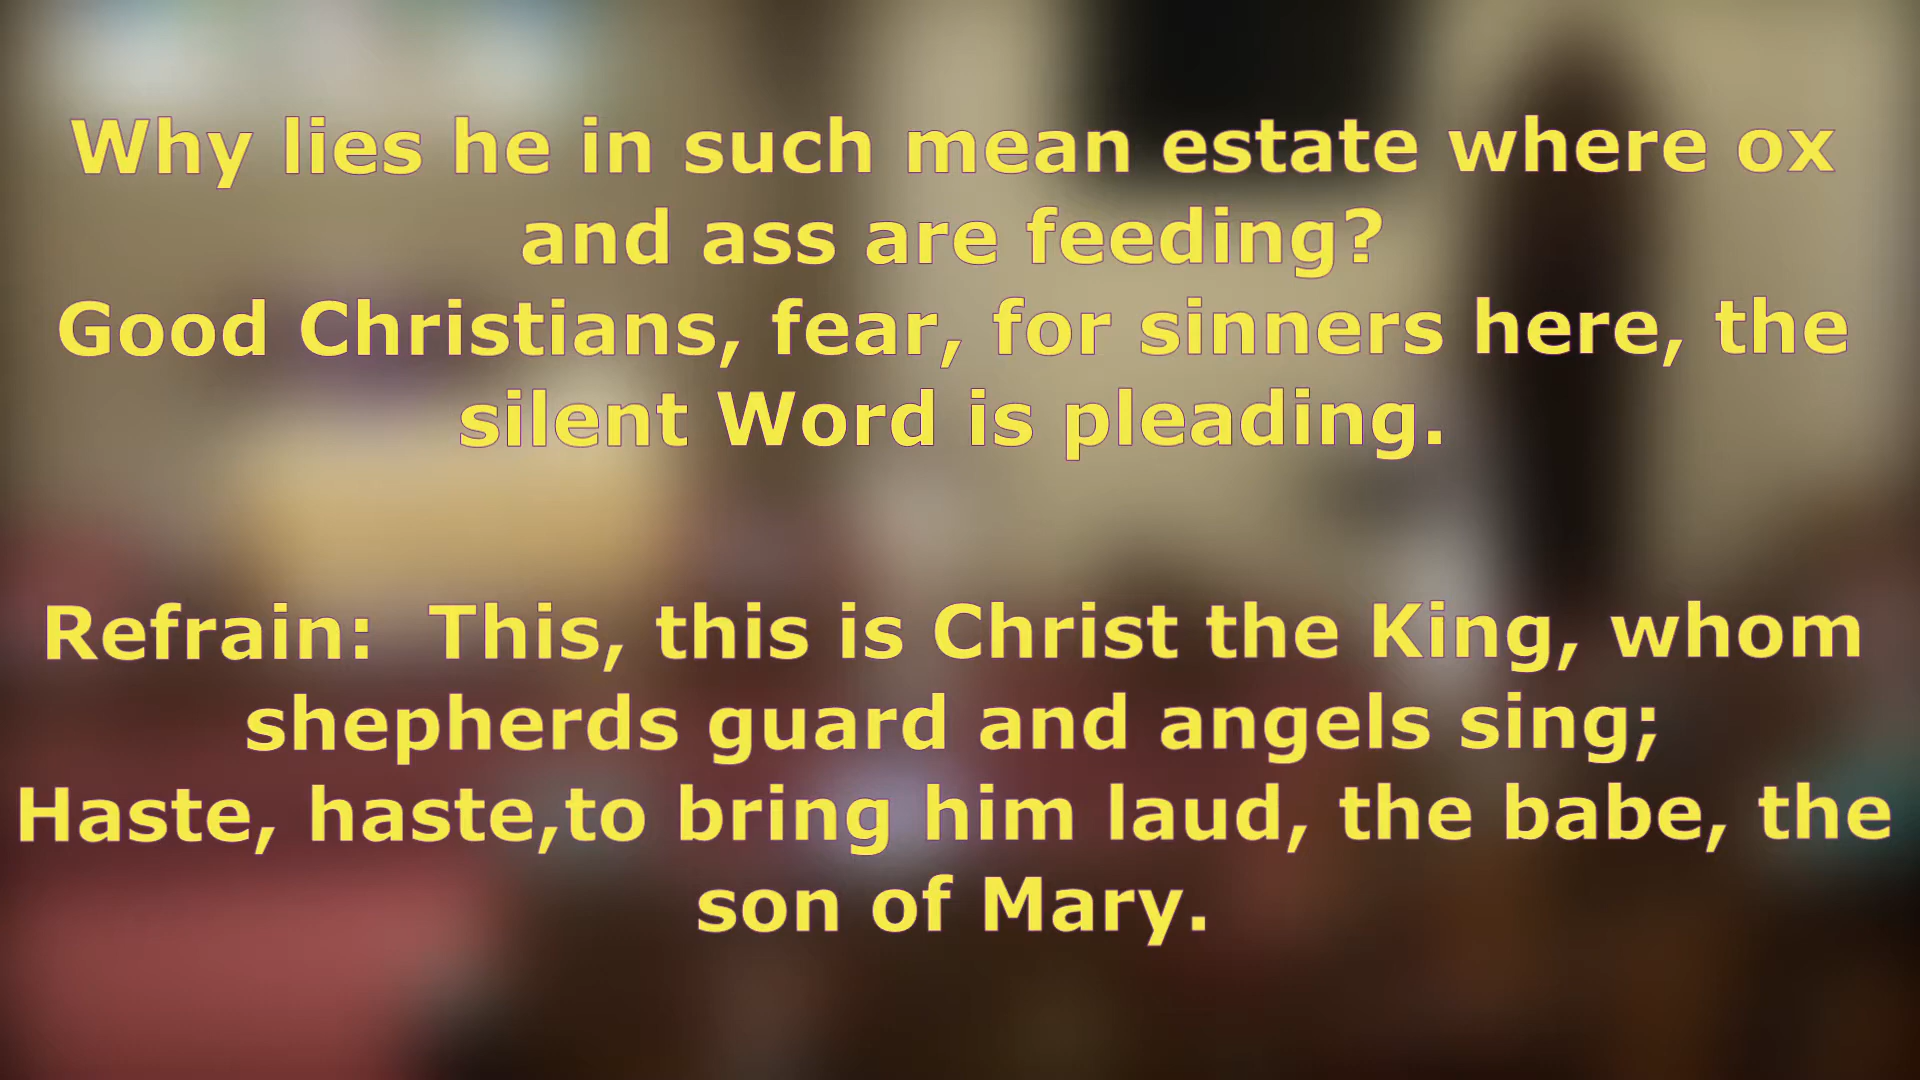 Why lies he in such mean estate where ox
and ass are feeding?
Good Christians, fear, for sinners here, the
silent Word is pleading.
Refrain:  This, this is Christ the King, whom
shepherds guard and angels sing;
Haste, haste,to bring him laud, the babe, the
son of Mary.